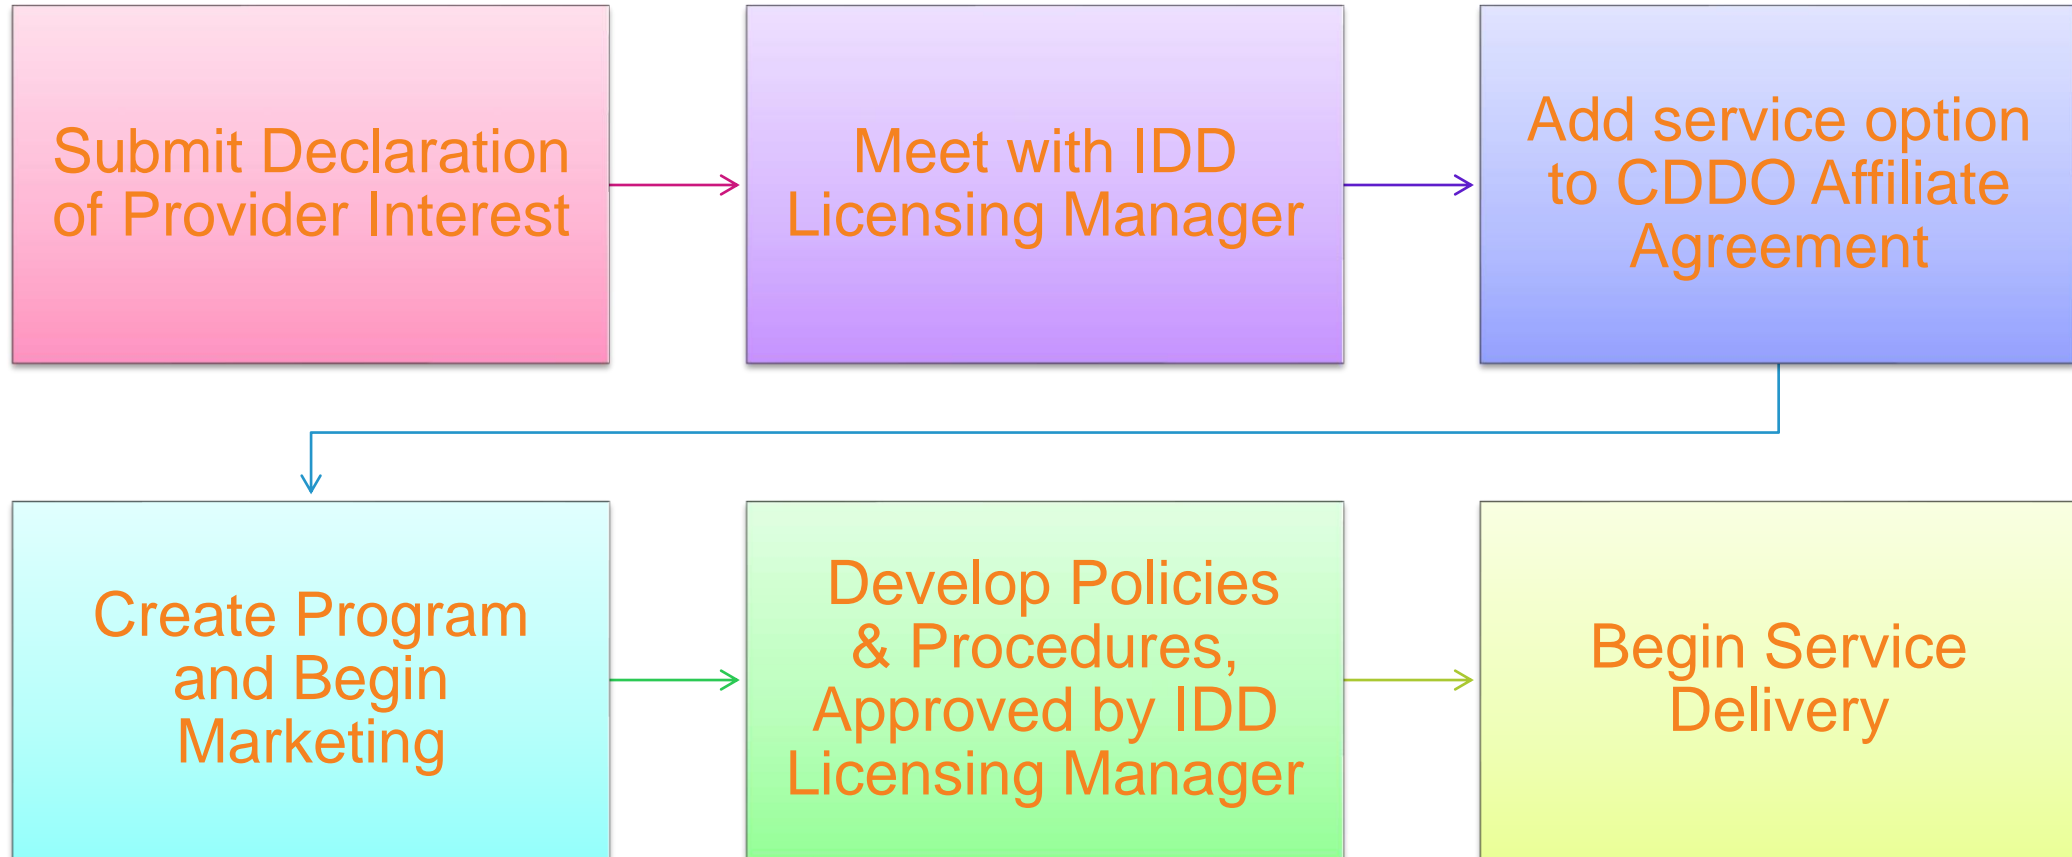 Submit Declaration
of Provider Interest
Meet with IDD
Licensing Manager
Add service option
to CDDO Affiliate
Agreement
Create Program
and Begin
Marketing
Develop Policies
& Procedures,
Approved by IDD
Licensing Manager
Begin Service
Delivery